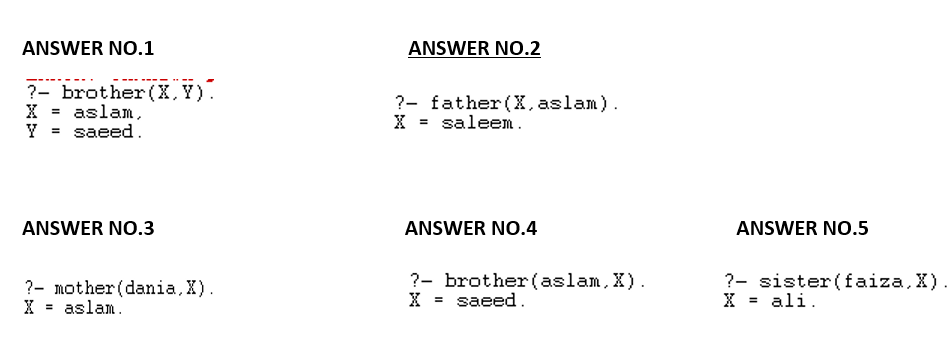 ANSWER NO.1
?- brother(X,Y).
X = aslam,
Y = saeed.
ANSWER NO.2
?- father(X,aslam).
X = saleem.
ANSWER NO.3
?- mother(dania,X).
X = aslam.
ANSWER NO.4
?- brother(aslam,X).
X = saeed.
ANSWER NO.5
?- sister(faiza,X).
X = ali.